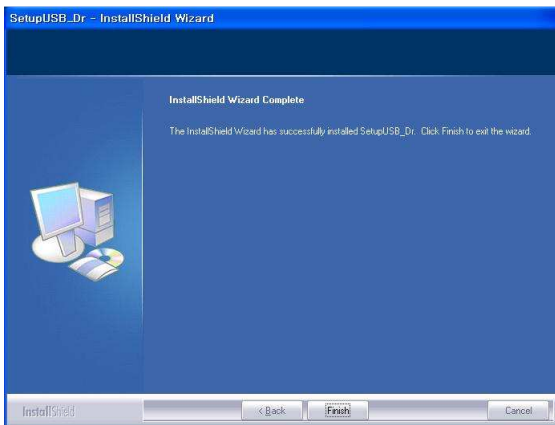 SetupUSB_Dr - InstallShield Wizard
InstallShield Wizard Complete
The InstallShield Wizard has successfully installed SetupUSB_Dr. Click Finish to exit the wizard.
InstallShield
< Back
Finish
Cancel